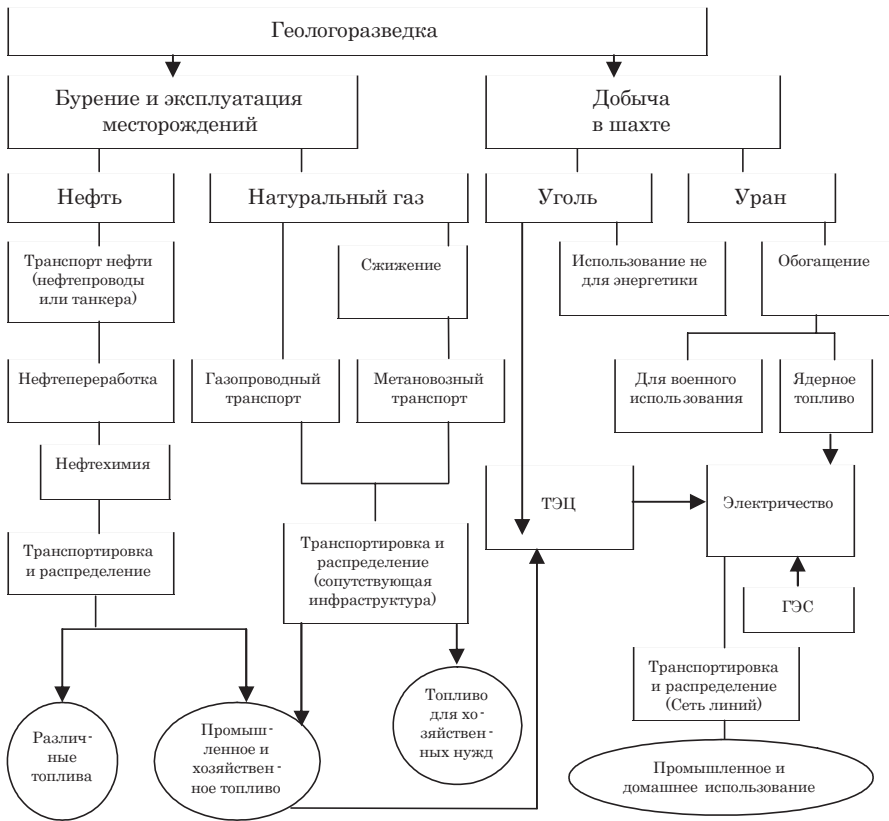 Геологоразведка
Бурение и эксплуатация
месторождений
Добыча
в шахте
Нефть
Натуральный газ
Уголь
Уран
Транспорт нефти
(нефтепроводы
или танкера)
Сжижение
Использование не
для энергетики
Обогащение
Нефтепереработка
Газопроводный
транспорт
Метановозный
транспорт
Для военного
использования
Ядерное
топливо
Нефтехимия
ТЭЦ
Электричество
Транспортировка
и распределение
Транспортировка и
распределение
(сопутствующая
инфраструктура)
ГЭС
Транспортировка
и распределение
(Сеть линий)
Различ-
ные
топлива
Промыш-
ленное и
хозяйствен-
ное топливо
Топливо
для хо-
зяйствен-
ных нужд
Промышленное и
домашнее использование